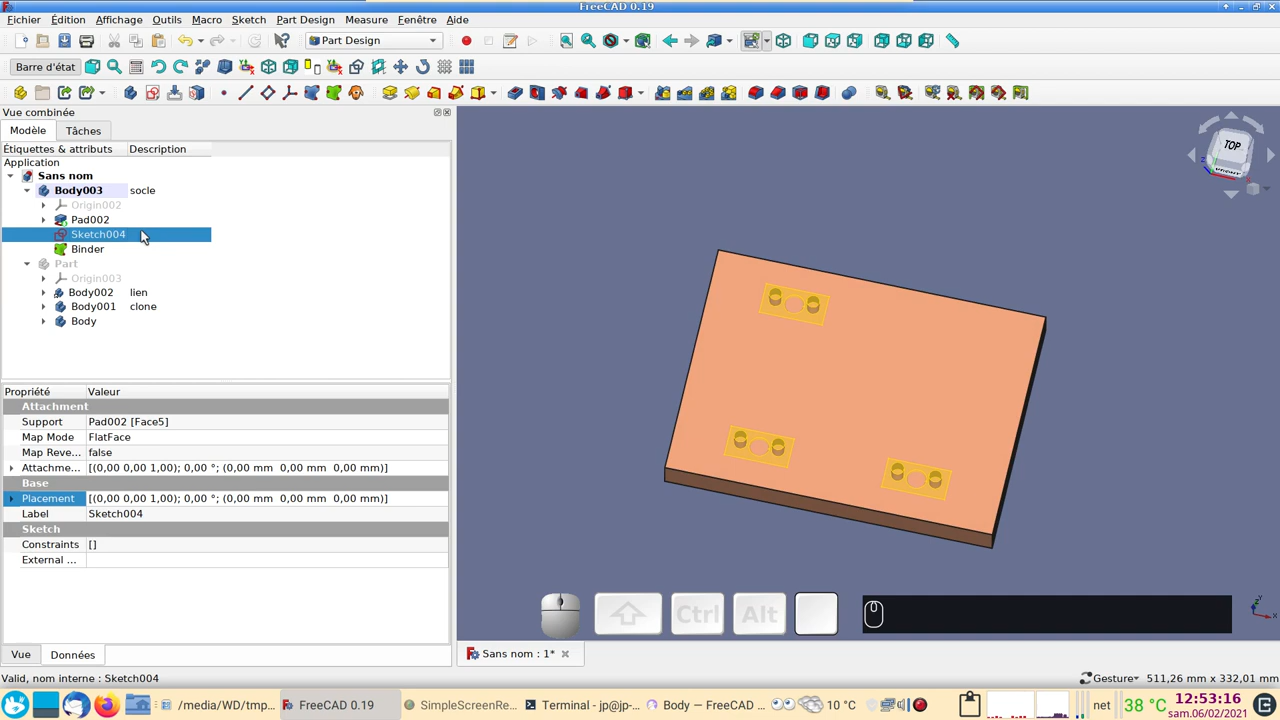 FreeCAD 0.19
Fichier Édition Affichage Outils Macro Sketch Part Design Measure Fenêtre Aide
Part Design
Barre d'état
Vue combinée
Modèle Tâches
Étiquettes & attributs Description
Application
Sans nom
Body003 socle
Origin002
Pad002
Sketch004
Binder
Part
Origin003
Body002 lien
Body001 clone
Body
TOP
FRONT
Propriété Valeur
Attachment
Support Pad002 [Face5]
Map Mode FlatFace
Map Reve... false
Attachme... [(0,00 0,00 1,00); 0,00 °; (0,00 mm 0,00 mm 0,00 mm)]
Base
Placement [(0,00 0,00 1,00); 0,00 °; (0,00 mm 0,00 mm 0,00 mm)]
Label Sketch004
Sketch
Constraints []
External ...
Ctrl Alt
Vue Données
Sans nom : 1*
Valid, nom interne : Sketch004
Gesture 511,26 mm x 332,01 mm
/media/WD/tmp... FreeCAD 0.19 SimpleScreenRe... Terminal - jp@jp-... Body — FreeCAD ... 10 °C net 38 °C 12:53:16
sam.06/02/2021